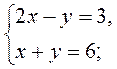 2x − y = 3,
x + y = 6;